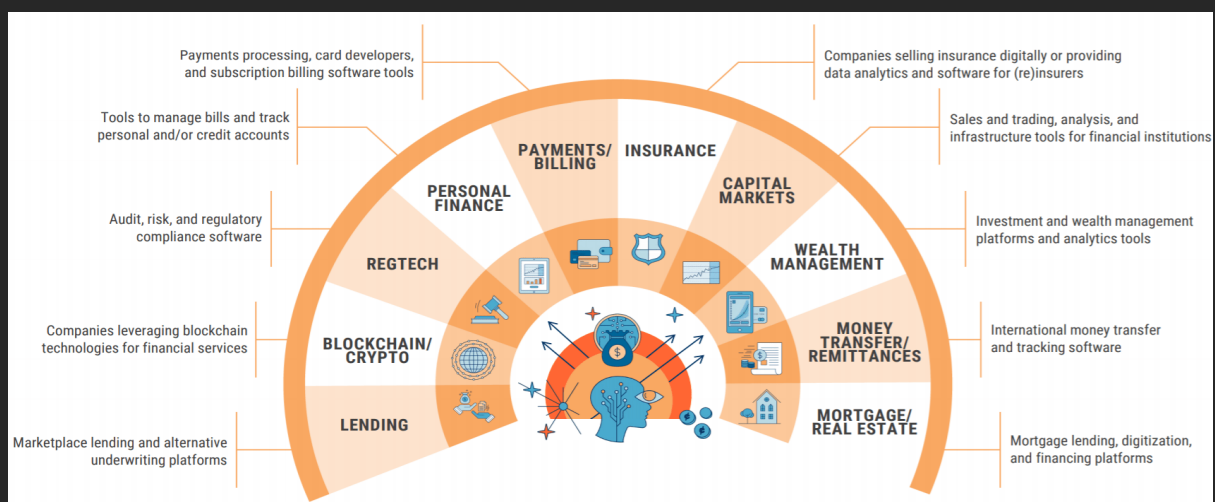 Payments processing, card developers,
and subscription billing software tools
Companies selling insurance digitally or providing
data analytics and software for (re)insurers
Tools to manage bills and track
personal and/or credit accounts
Sales and trading, analysis, and
infrastructure tools for financial institutions
PAYMENTS/
BILLING
INSURANCE
PERSONAL
FINANCE
CAPITAL
MARKETS
Audit, risk, and regulatory
compliance software
Investment and wealth management
platforms and analytics tools
REGTECH
WEALTH
MANAGEMENT
Companies leveraging blockchain
technologies for financial services
International money transfer
and tracking software
BLOCKCHAIN/
CRYPTO
MONEY
TRANSFER/
REMITTANCES
$
$
LENDING
MORTGAGE/
REAL ESTATE
Marketplace lending and alternative
underwriting platforms
Mortgage lending, digitization,
and financing platforms